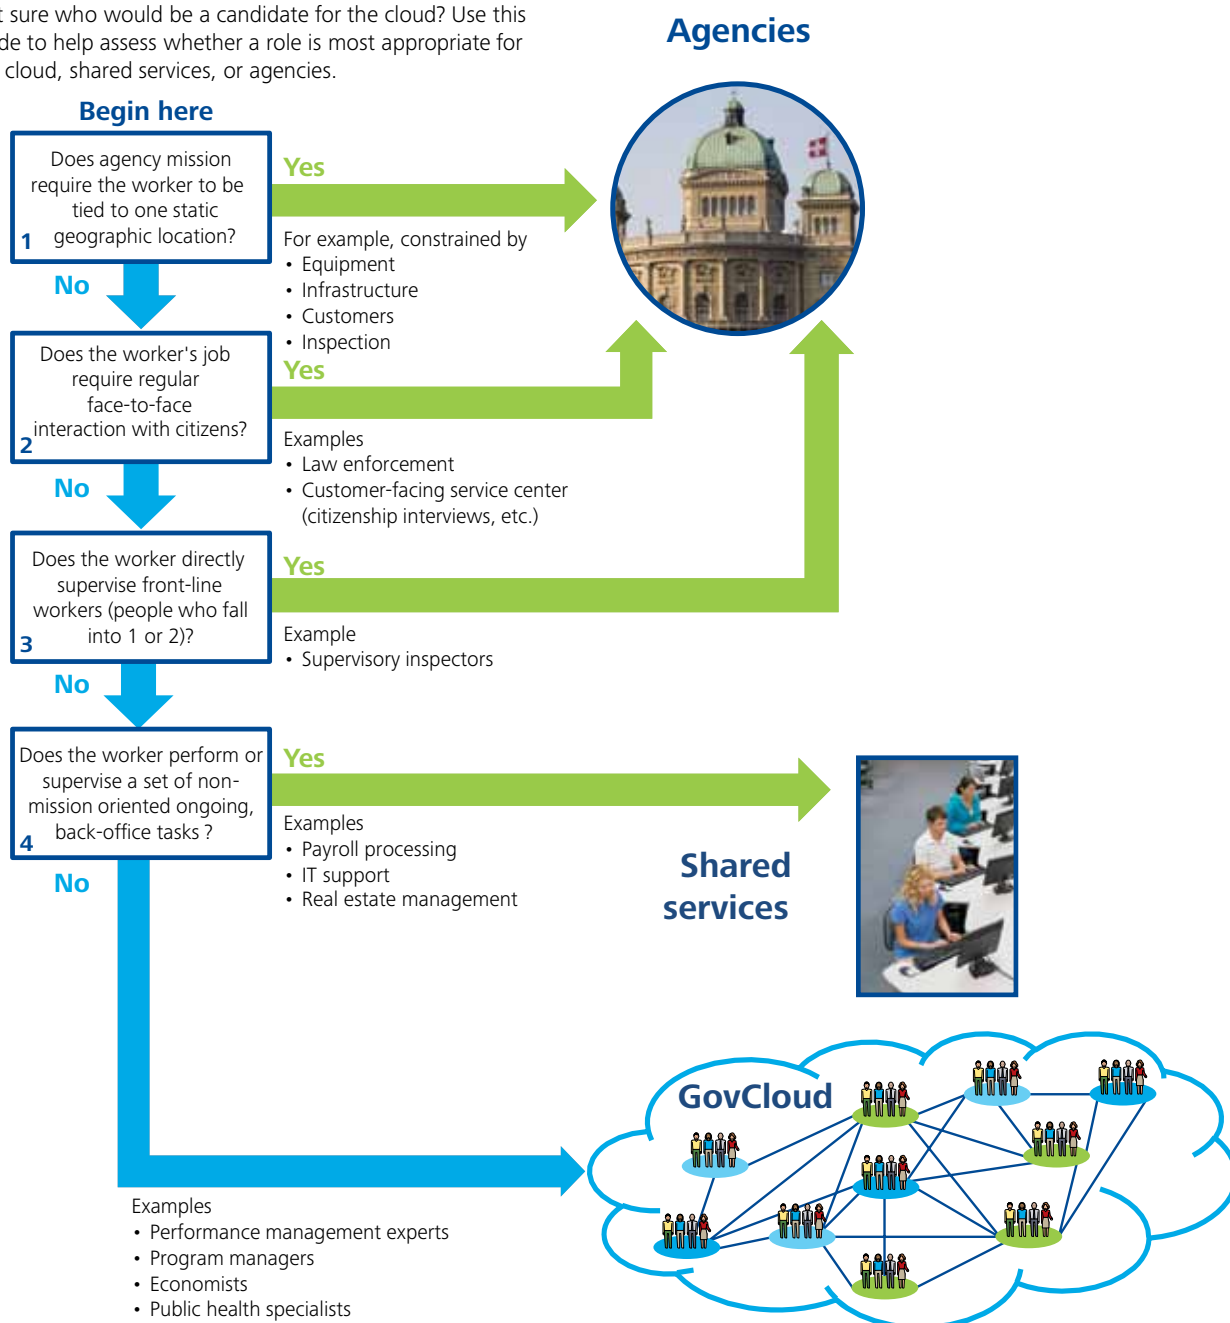 sure who would be a candidate for the cloud? Use this
to help assess whether a role is most appropriate for
cloud, shared services, or agencies.
Agencies
Begin here
Does agency mission
require the worker to be
tied to one static
1 geographic location?
Yes
For example, constrained by
• Equipment
• Infrastructure
• Customers
• Inspection
No
Does the worker's job
require regular
face-to-face
2 interaction with citizens?
Yes
Examples
• Law enforcement
• Customer-facing service center
(citizenship interviews, etc.)
No
Does the worker directly
supervise front-line
workers (people who fall
3 into 1 or 2)?
Yes
Example
• Supervisory inspectors
No
Does the worker perform or
supervise a set of non-
mission oriented ongoing,
4 back-office tasks ?
Yes
Examples
• Payroll processing
• IT support
• Real estate management
Shared
services
No
GovCloud
Examples
• Performance management experts
• Program managers
• Economists
• Public health specialists